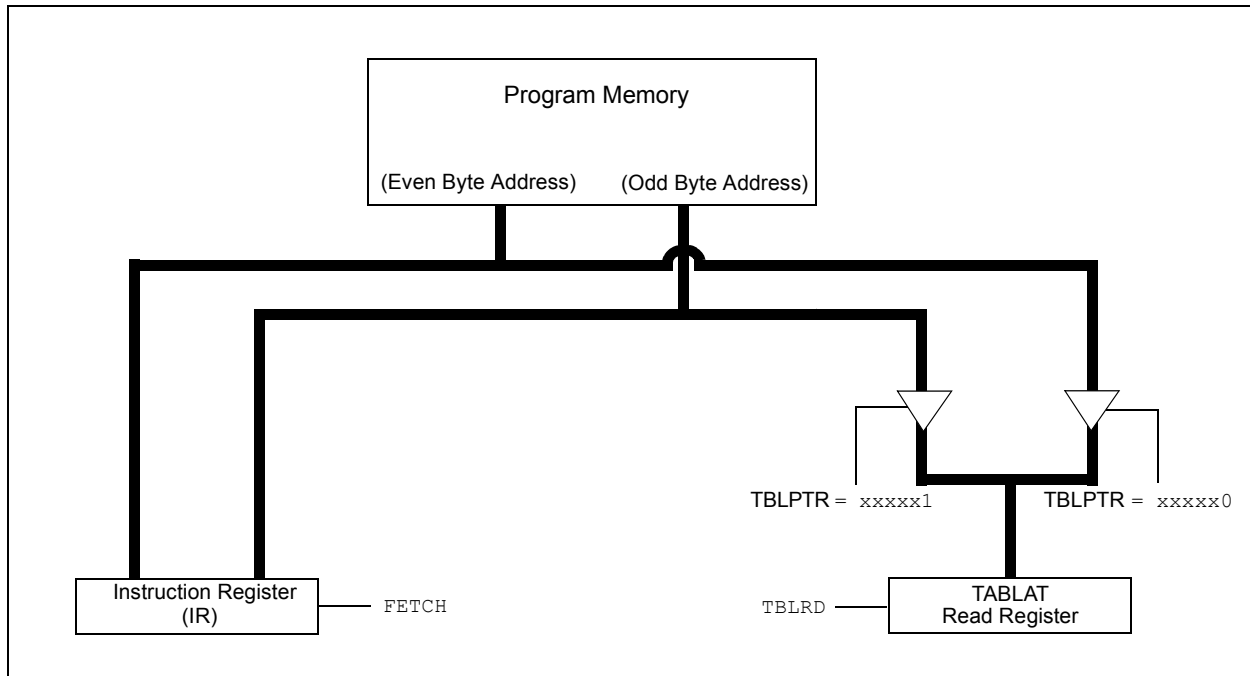 Program Memory
(Even Byte Address)
(Odd Byte Address)
TBLPTR = xxxxx1
TBLPTR = xxxxx0
Instruction Register
(IR)
FETCH
TBLRD
TABLAT
Read Register